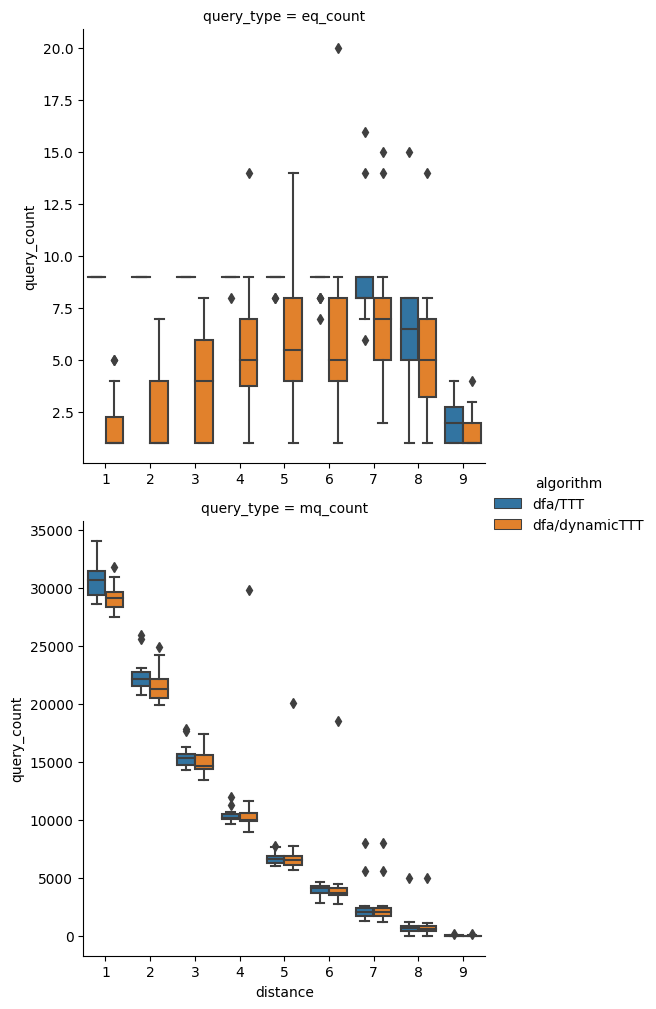 query_type = eq_count
20.0
17.5
15.0
12.5
10.0
7.5
5.0
2.5
query_count
1 2 3 4 5 6 7 8 9
algorithm
dfa/TTT
dfa/dynamicTTT
query_type = mq_count
35000
30000
25000
20000
15000
10000
5000
0
query_count
1 2 3 4 5 6 7 8 9
distance